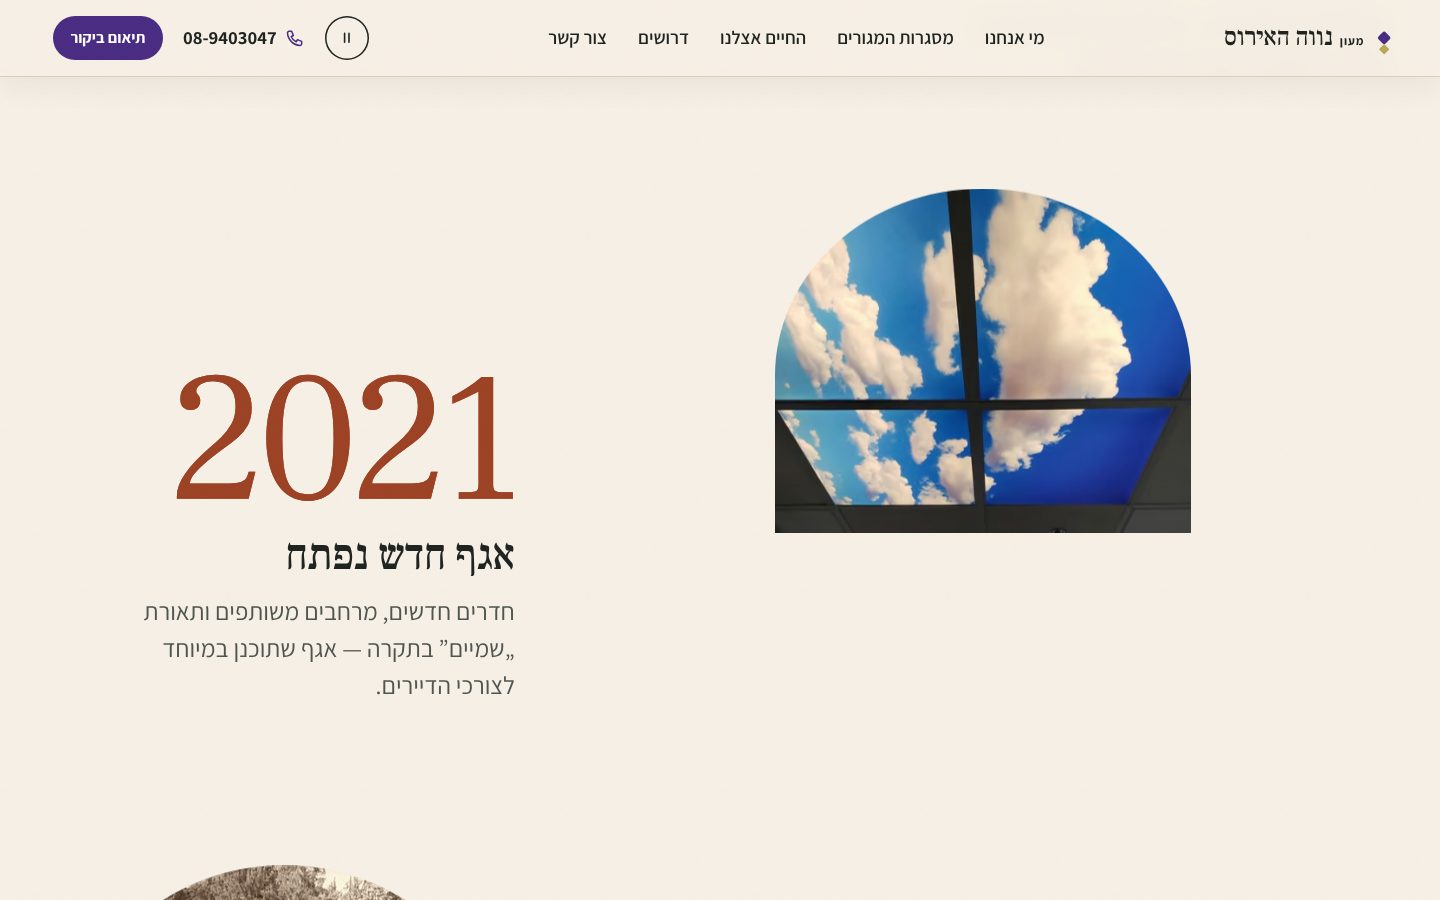 מעון נווה האירוס
מי אנחנו
מסגרות המגורים
החיים אצלנו
דרושים
צור קשר
08-9403047
תיאום ביקור
2021
אגף חדש נפתח
חדרים חדשים, מרחבים משותפים ותאורת
„שמיים” בתקרה — אגף שתוכנן במיוחד
לצורכי הדיירים.